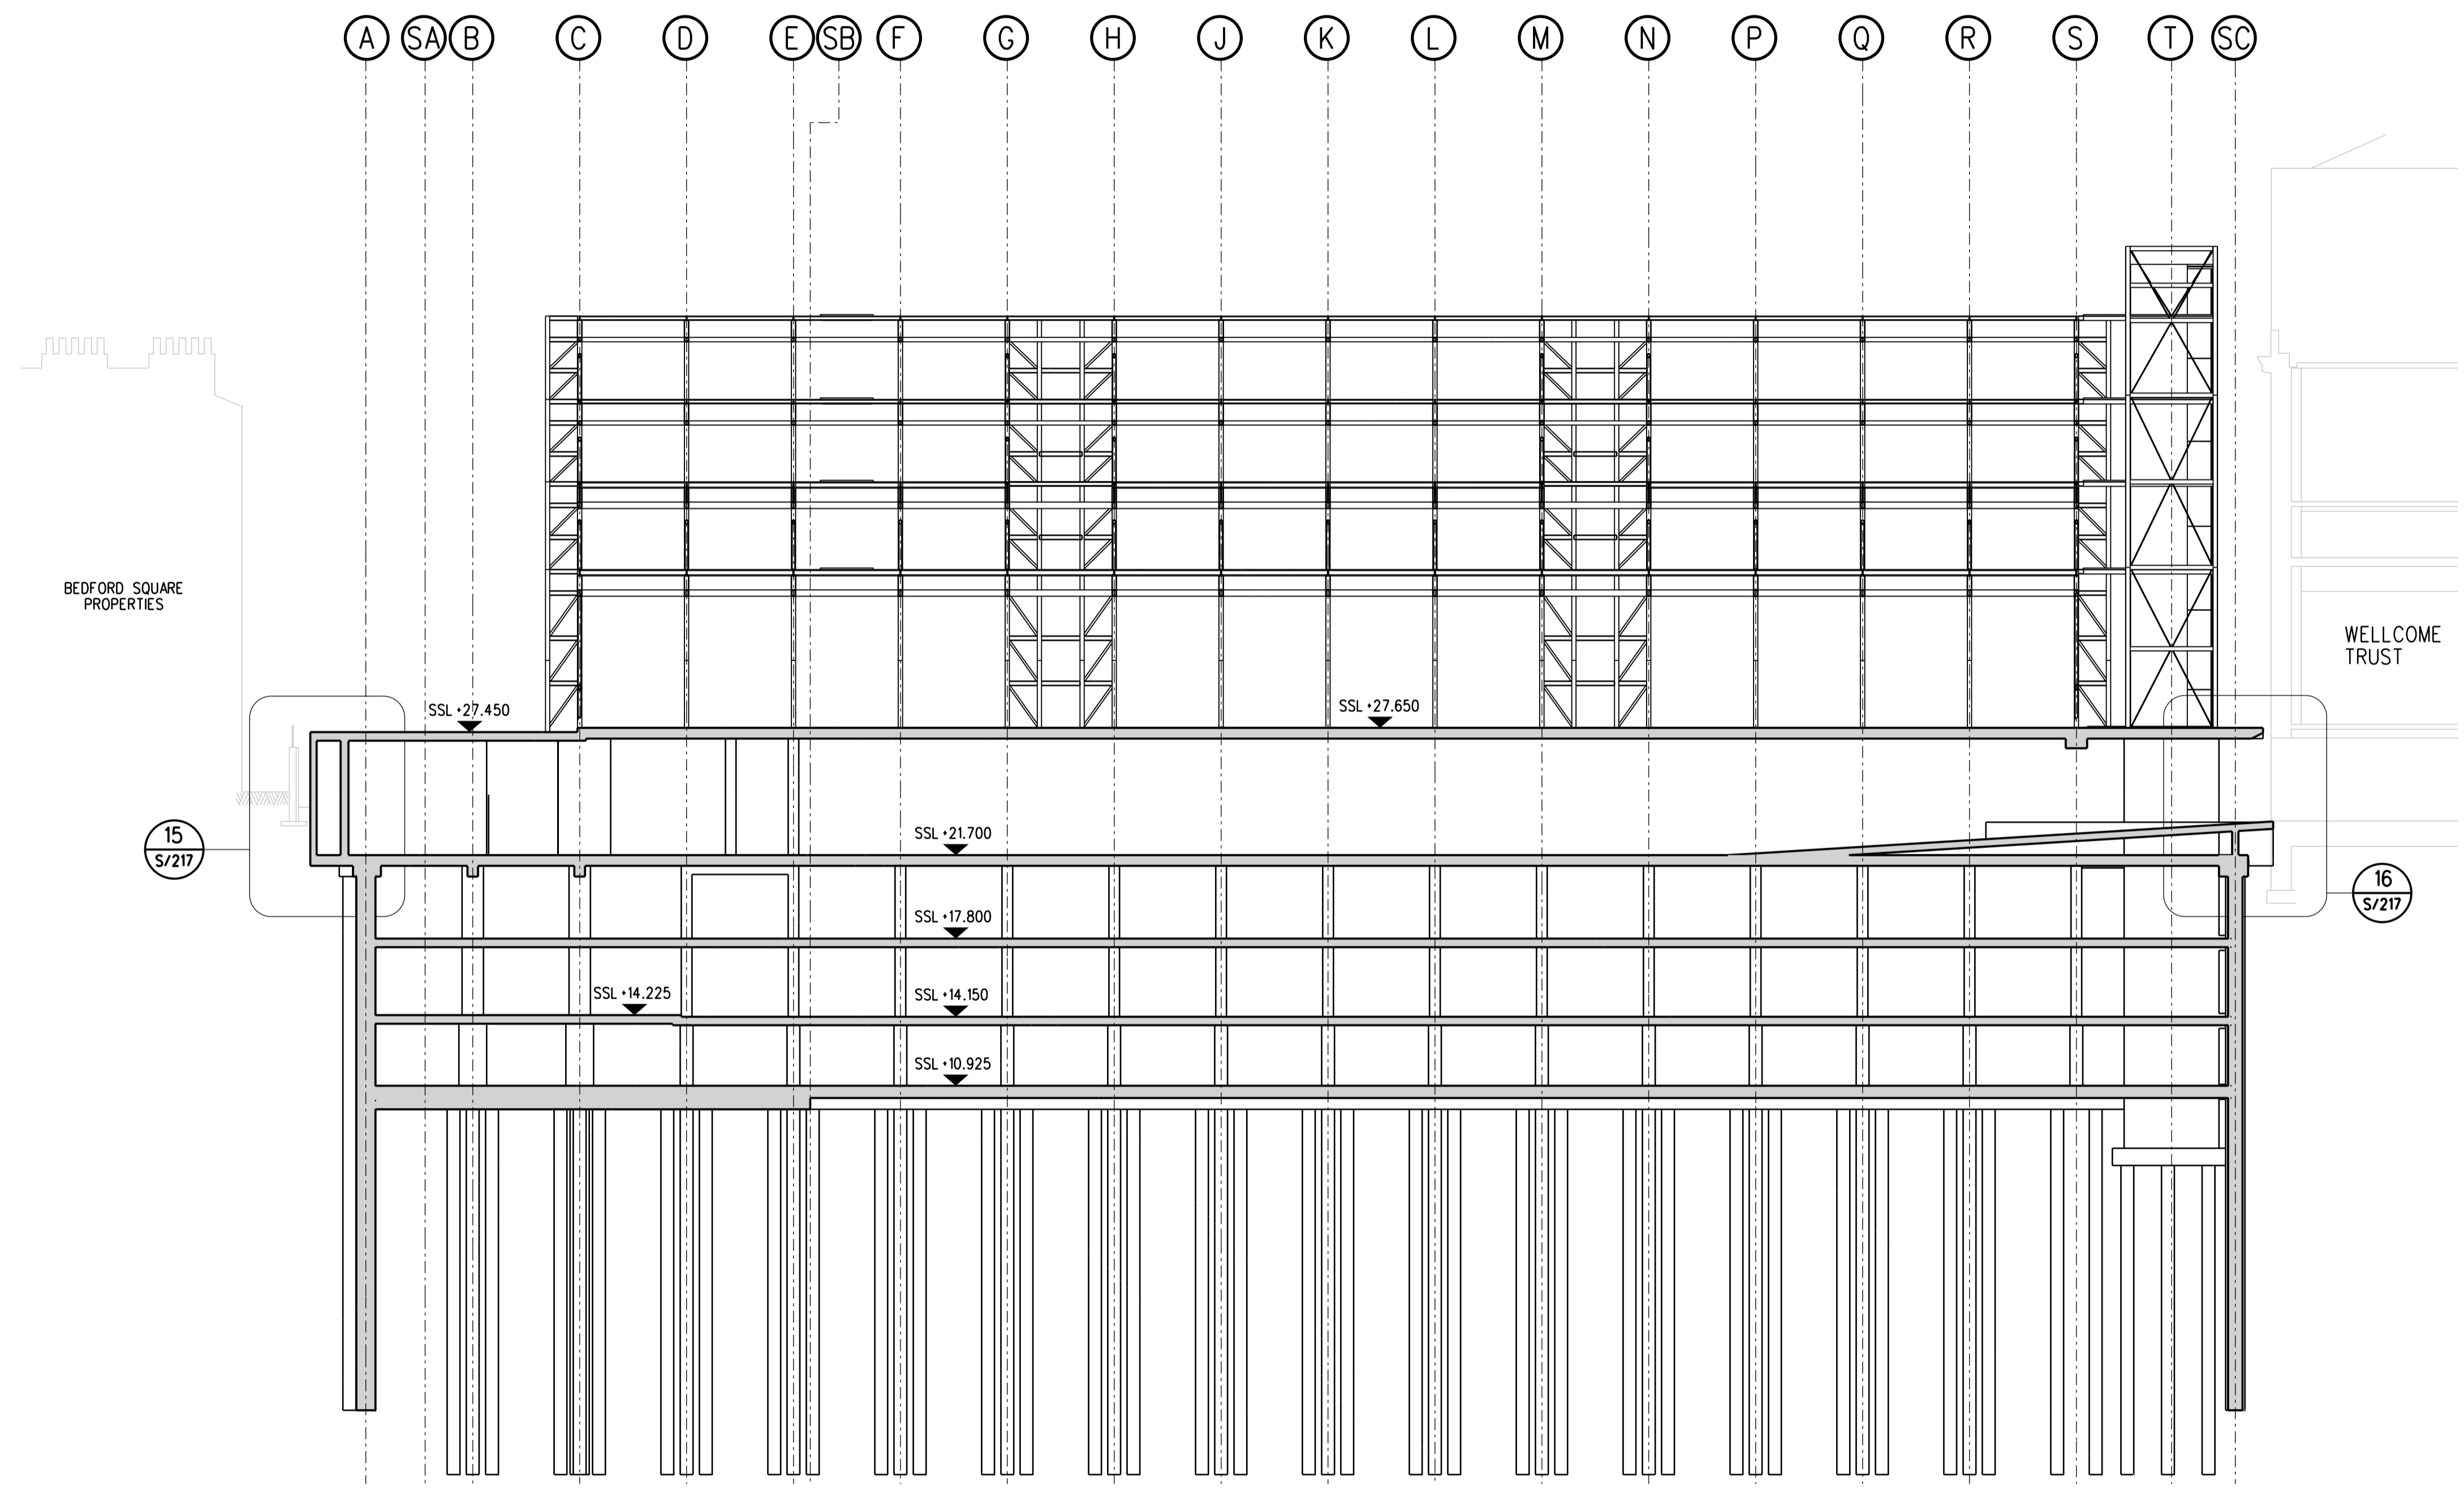 A SA B C D E SB F G H J K L M N P Q R S T SC
BEDFORD SQUARE
PROPERTIES
WELLCOME
TRUST
SSL +27.450
SSL +27.650
15
S/217
SSL +21.700
16
S/217
SSL +17.800
SSL +14.225
SSL +14.150
SSL +10.925